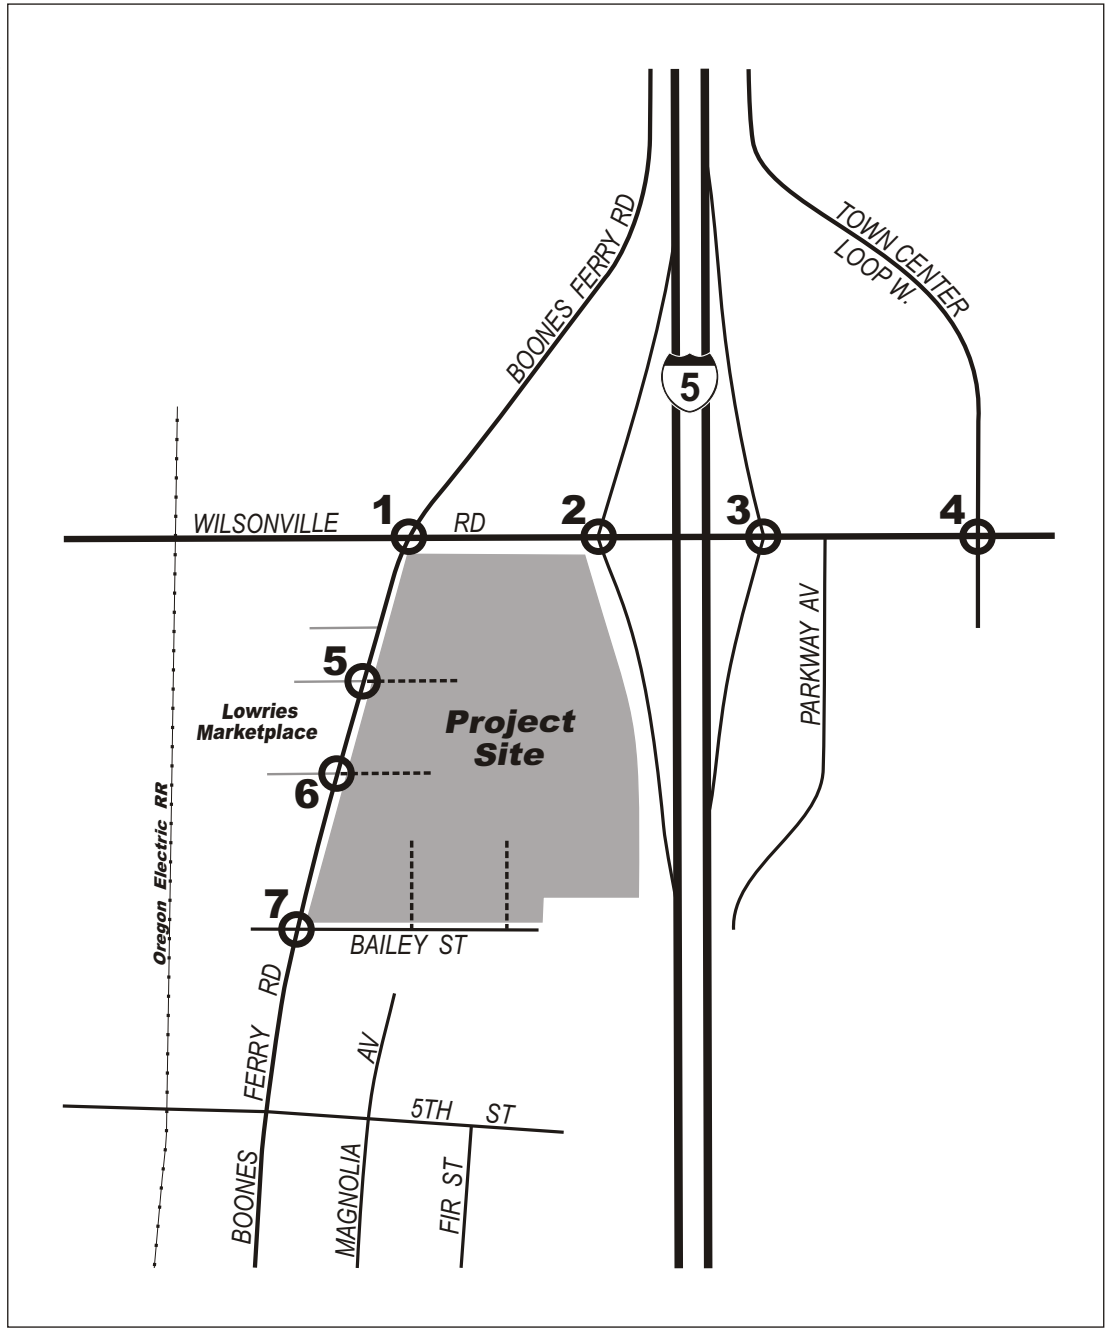 BOONES FERRY RD
TOWN CENTER
LOOP W.
5
WILSONVILLE RD
1
2
3
4
PARKWAY AV
5
Lowries
Marketplace
Project
Site
6
Oregon Electric RR
7
BAILEY ST
BOONES FERRY RD
MAGNOLIA AV
5TH ST
FIR ST